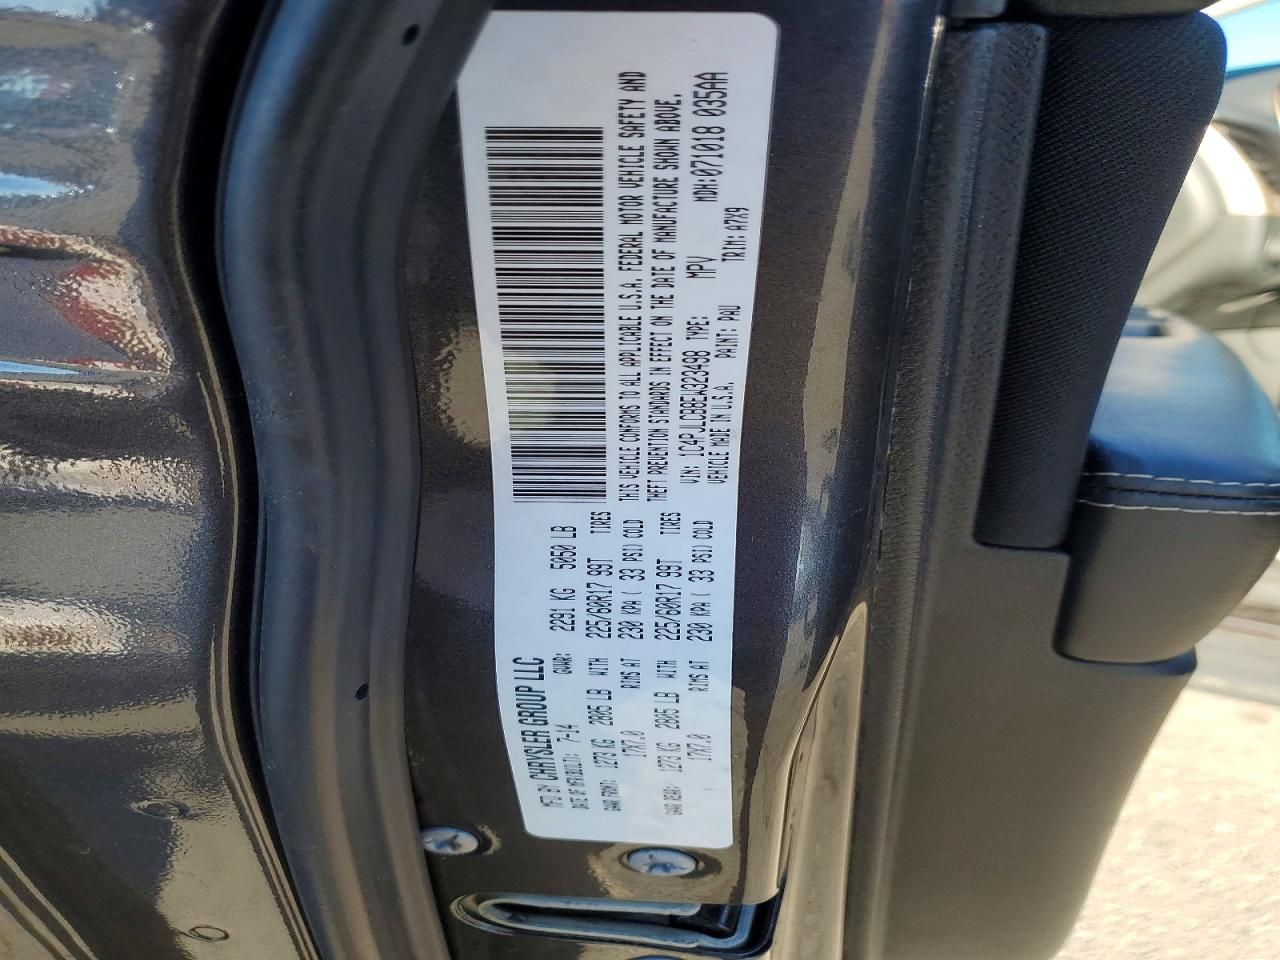 MFD BY CHRYSLER GROUP LLC
DATE OF MFR(BUILT): 7-14 GVWR: 2291 KG 5050 LB
GAWR FRONT: 1273 KG 2805 LB WITH 225/60R17 99T TIRES
17X7.0 RIMS AT 230 KPA ( 33 PSI) COLD
GAWR REAR: 1273 KG 2805 LB WITH 225/60R17 99T TIRES
17X7.0 RIMS AT 230 KPA ( 33 PSI) COLD
THIS VEHICLE CONFORMS TO ALL APPLICABLE U.S.A. FEDERAL MOTOR VEHICLE SAFETY AND
THEFT PREVENTION STANDARDS IN EFFECT ON THE DATE OF MANUFACTURE SHOWN ABOVE.
VIN: 1C4PJLCB8EW323498 TYPE: MPV MDH:071018 035AA
VEHICLE MADE IN U.S.A. PAINT: PAU TRIM: A7X9